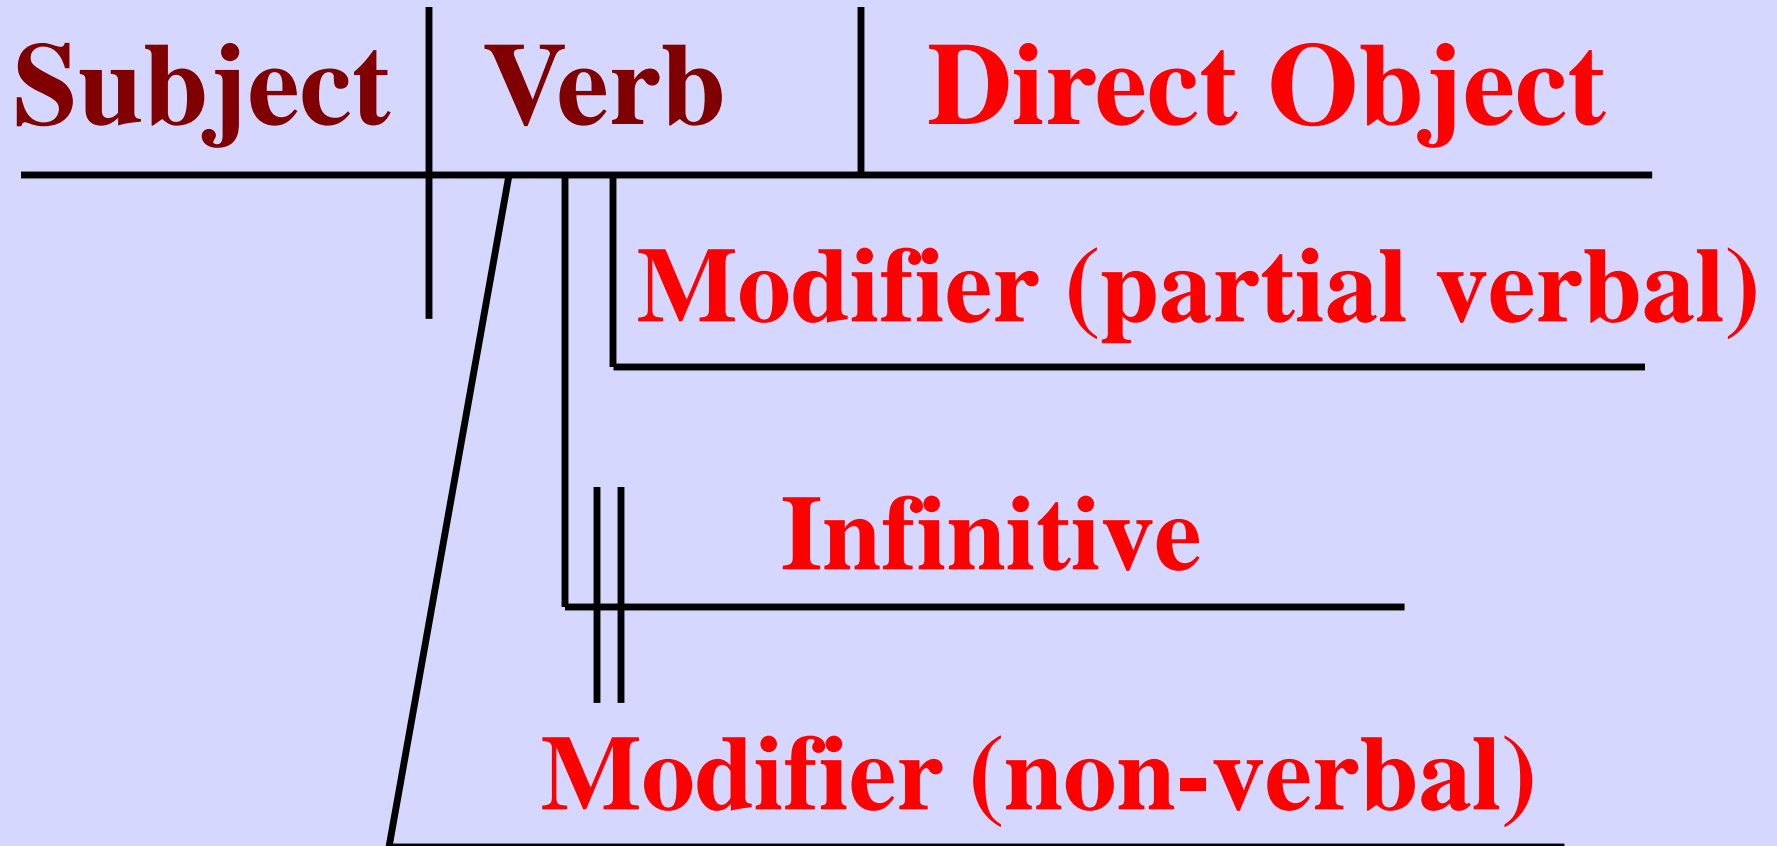 Subject Verb Direct Object
Modifier (partial verbal)
Infinitive
Modifier (non-verbal)